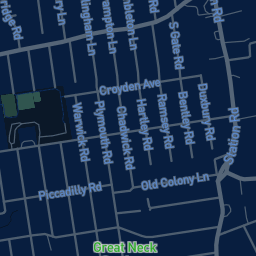 Rd
S Gate Rd
Croyden Ave
Warwick Rd
Plymouth Rd
Chadwick Rd
Hartley Rd
Ramsey Rd
Bentley Rd
Duxbury Rd
Station Rd
Piccadilly Rd
Old Colony Ln
Great Neck